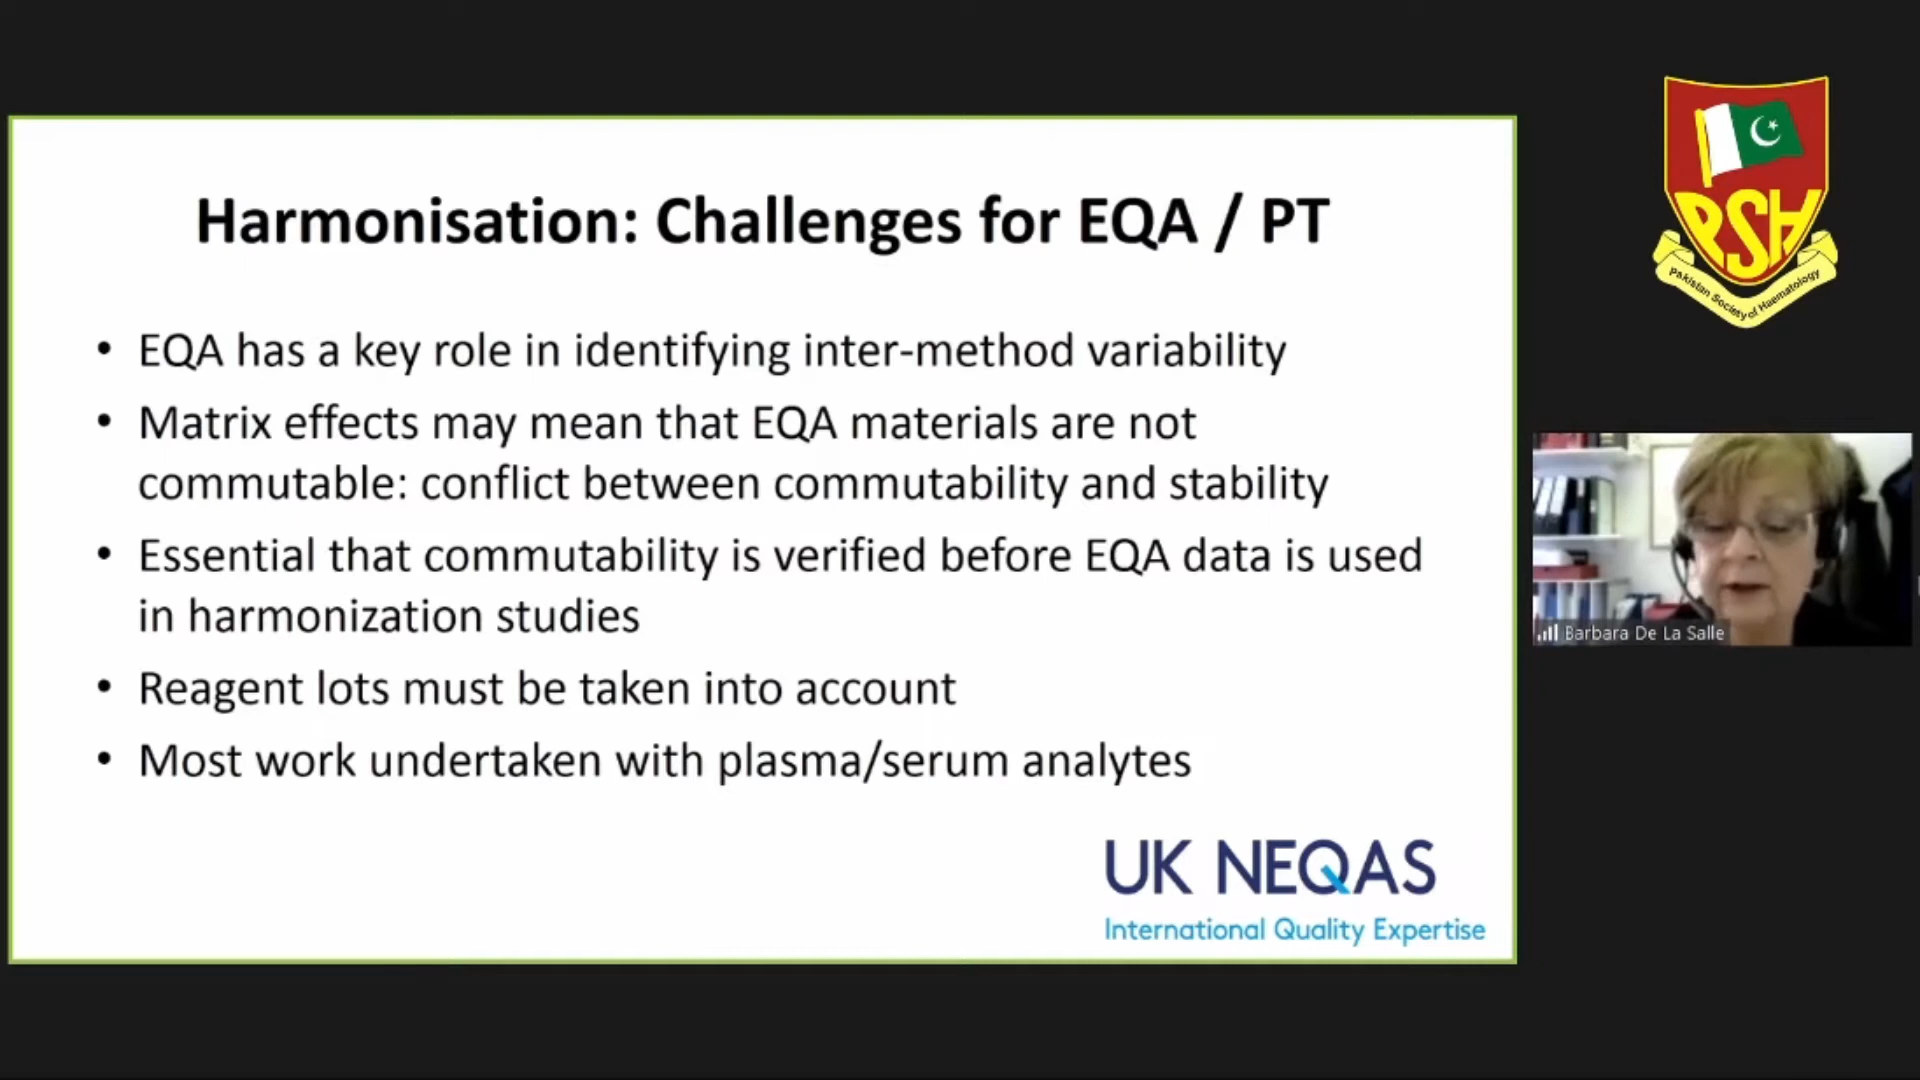 Harmonisation: Challenges for EQA / PT
• EQA has a key role in identifying inter-method variability
• Matrix effects may mean that EQA materials are not
commutable: conflict between commutability and stability
• Essential that commutability is verified before EQA data is used
in harmonization studies
• Reagent lots must be taken into account
• Most work undertaken with plasma/serum analytes
UK NEQAS
International Quality Expertise
PSH
Pakistan Society of Haematology
Barbara De La Salle